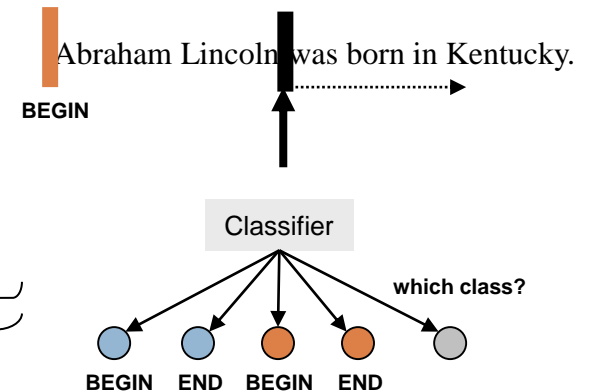 Abraham Lincoln was born in Kentucky.
BEGIN
Classifier
which class?
BEGIN END BEGIN END